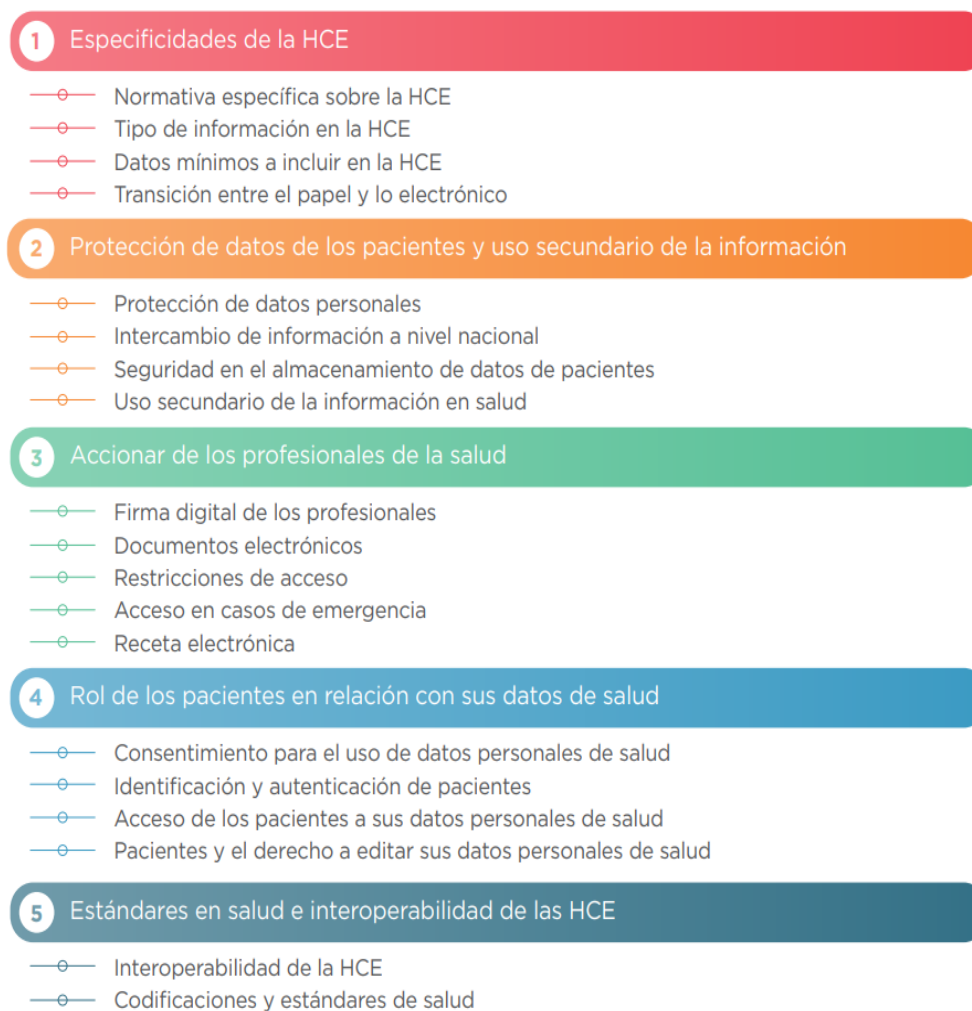 1 Especificidades de la HCE
Normativa específica sobre la HCE
Tipo de información en la HCE
Datos mínimos a incluir en la HCE
Transición entre el papel y lo electrónico
2 Protección de datos de los pacientes y uso secundario de la información
Protección de datos personales
Intercambio de información a nivel nacional
Seguridad en el almacenamiento de datos de pacientes
Uso secundario de la información en salud
3 Accionar de los profesionales de la salud
Firma digital de los profesionales
Documentos electrónicos
Restricciones de acceso
Acceso en casos de emergencia
Receta electrónica
4 Rol de los pacientes en relación con sus datos de salud
Consentimiento para el uso de datos personales de salud
Identificación y autenticación de pacientes
Acceso de los pacientes a sus datos personales de salud
Pacientes y el derecho a editar sus datos personales de salud
5 Estándares en salud e interoperabilidad de las HCE
Interoperabilidad de la HCE
Codificaciones y estándares de salud